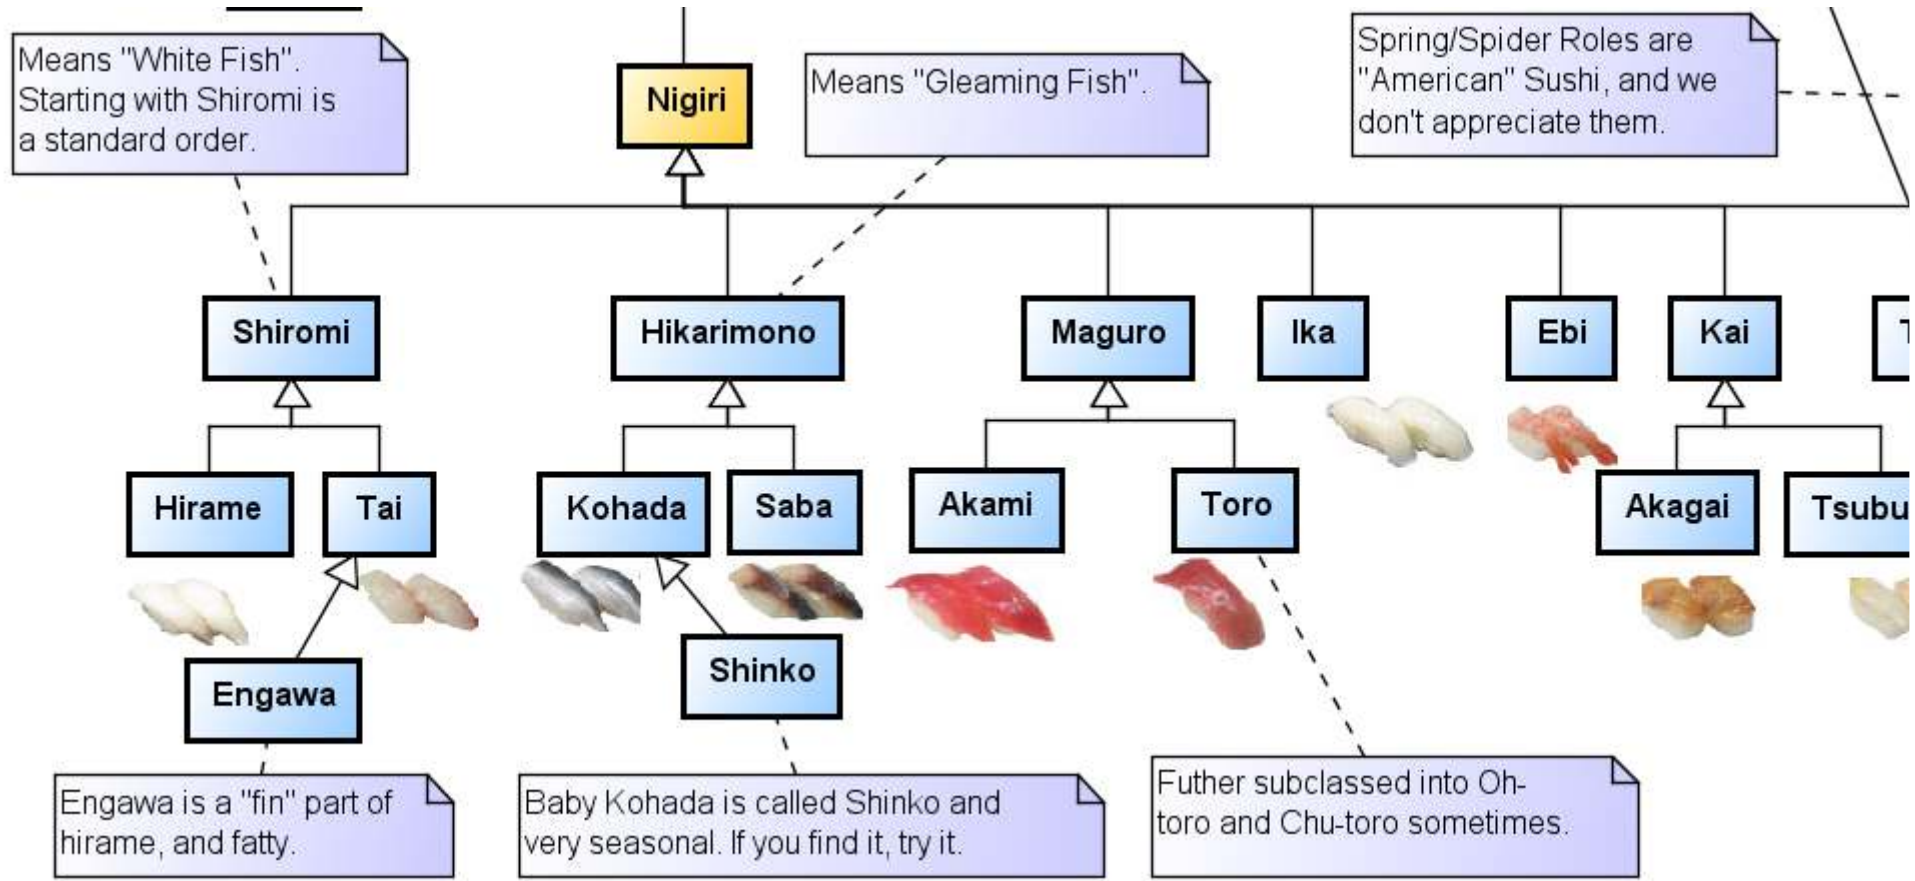 Means "White Fish".
Starting with Shiromi is
a standard order.
Nigiri
Means "Gleaming Fish".
Spring/Spider Roles are
"American" Sushi, and we
don't appreciate them.
Shiromi
Hikarimono
Maguro
Ika
Ebi
Kai
Hirame
Tai
Kohada
Saba
Akami
Toro
Akagai
Tsubu
Engawa
Shinko
Engawa is a "fin" part of
hirame, and fatty.
Baby Kohada is called Shinko and
very seasonal. If you find it, try it.
Futher subclassed into Oh-
toro and Chu-toro sometimes.